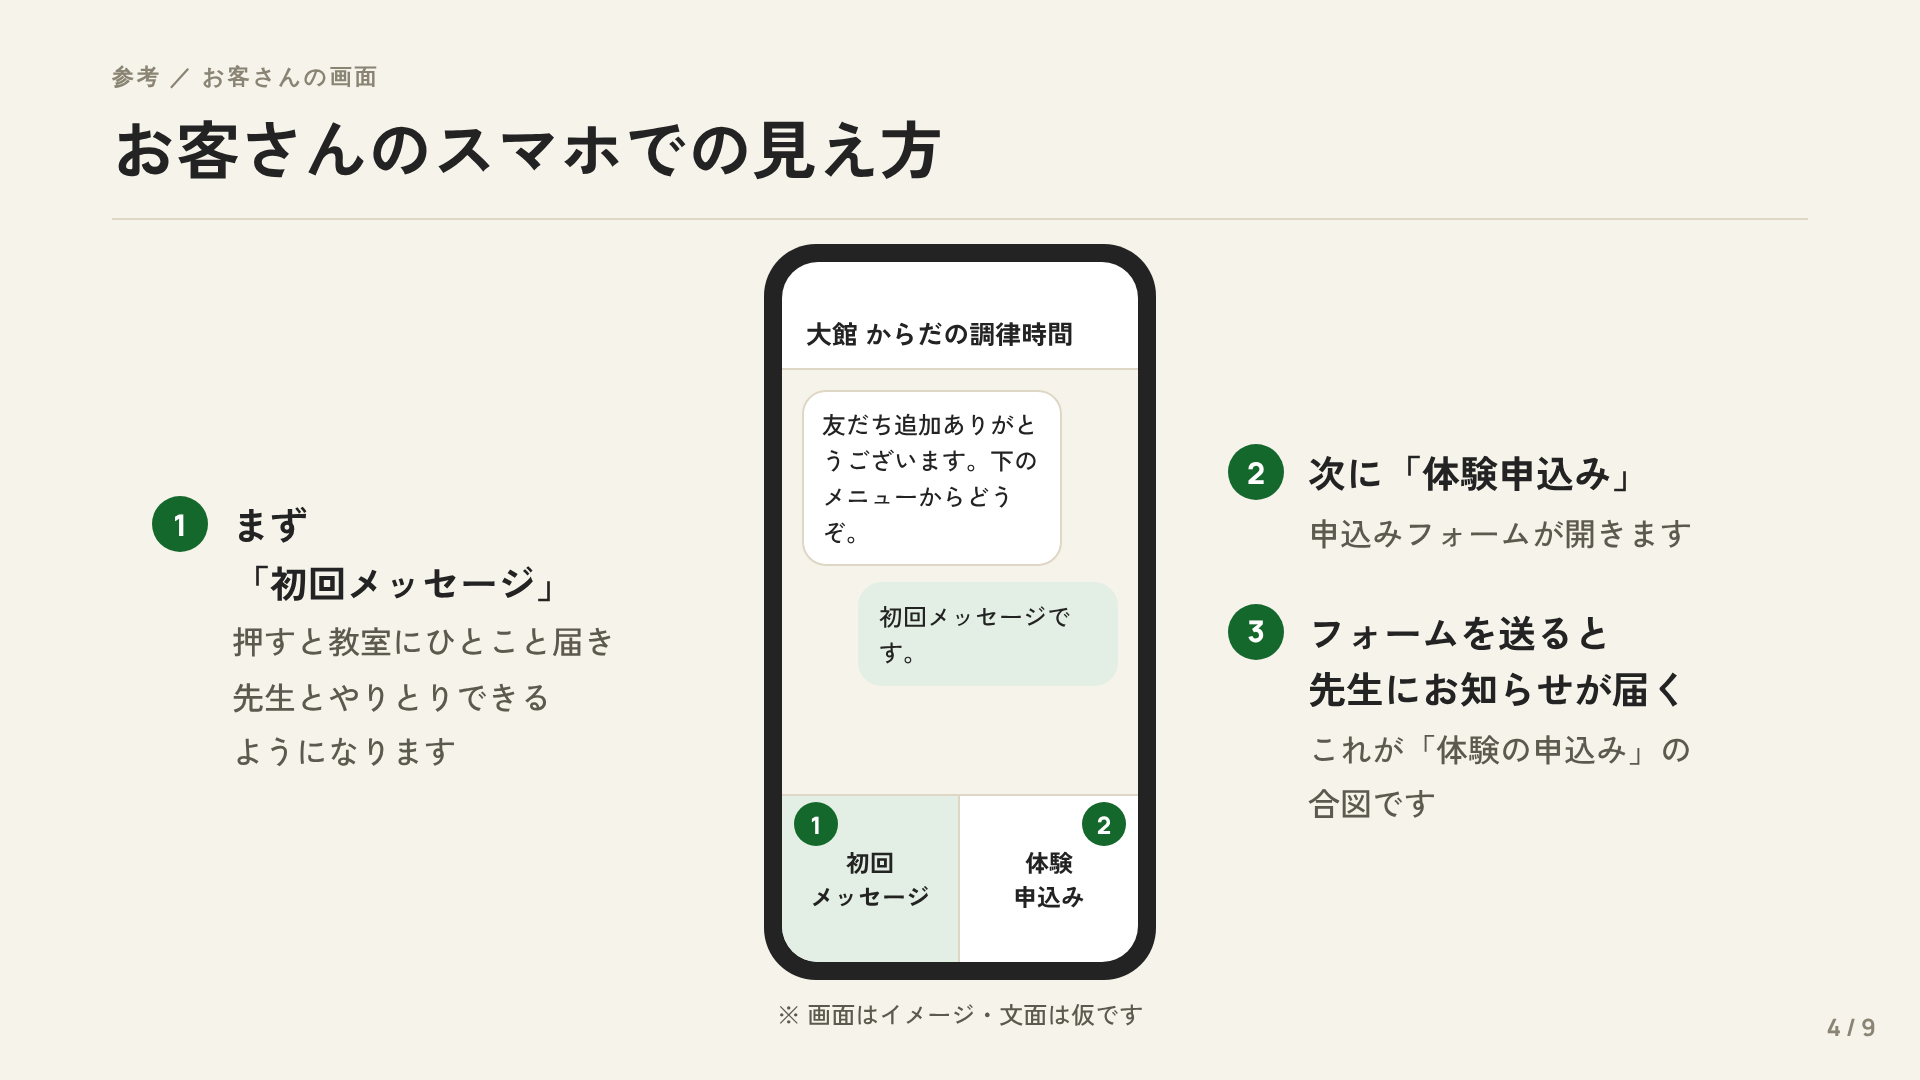 参考 ／ お客さんの画面
お客さんのスマホでの見え方
1 まず
「初回メッセージ」
押すと教室にひとこと届き
先生とやりとりできる
ようになります
大館 からだの調律時間
友だち追加ありがと
うございます。下の
メニューからどう
ぞ。
初回メッセージで
す。
1
初回
メッセージ
2
体験
申込み
※ 画面はイメージ・文面は仮です
2 次に「体験申込み」
申込みフォームが開きます
3 フォームを送ると
先生にお知らせが届く
これが「体験の申込み」の
合図です
4 / 9